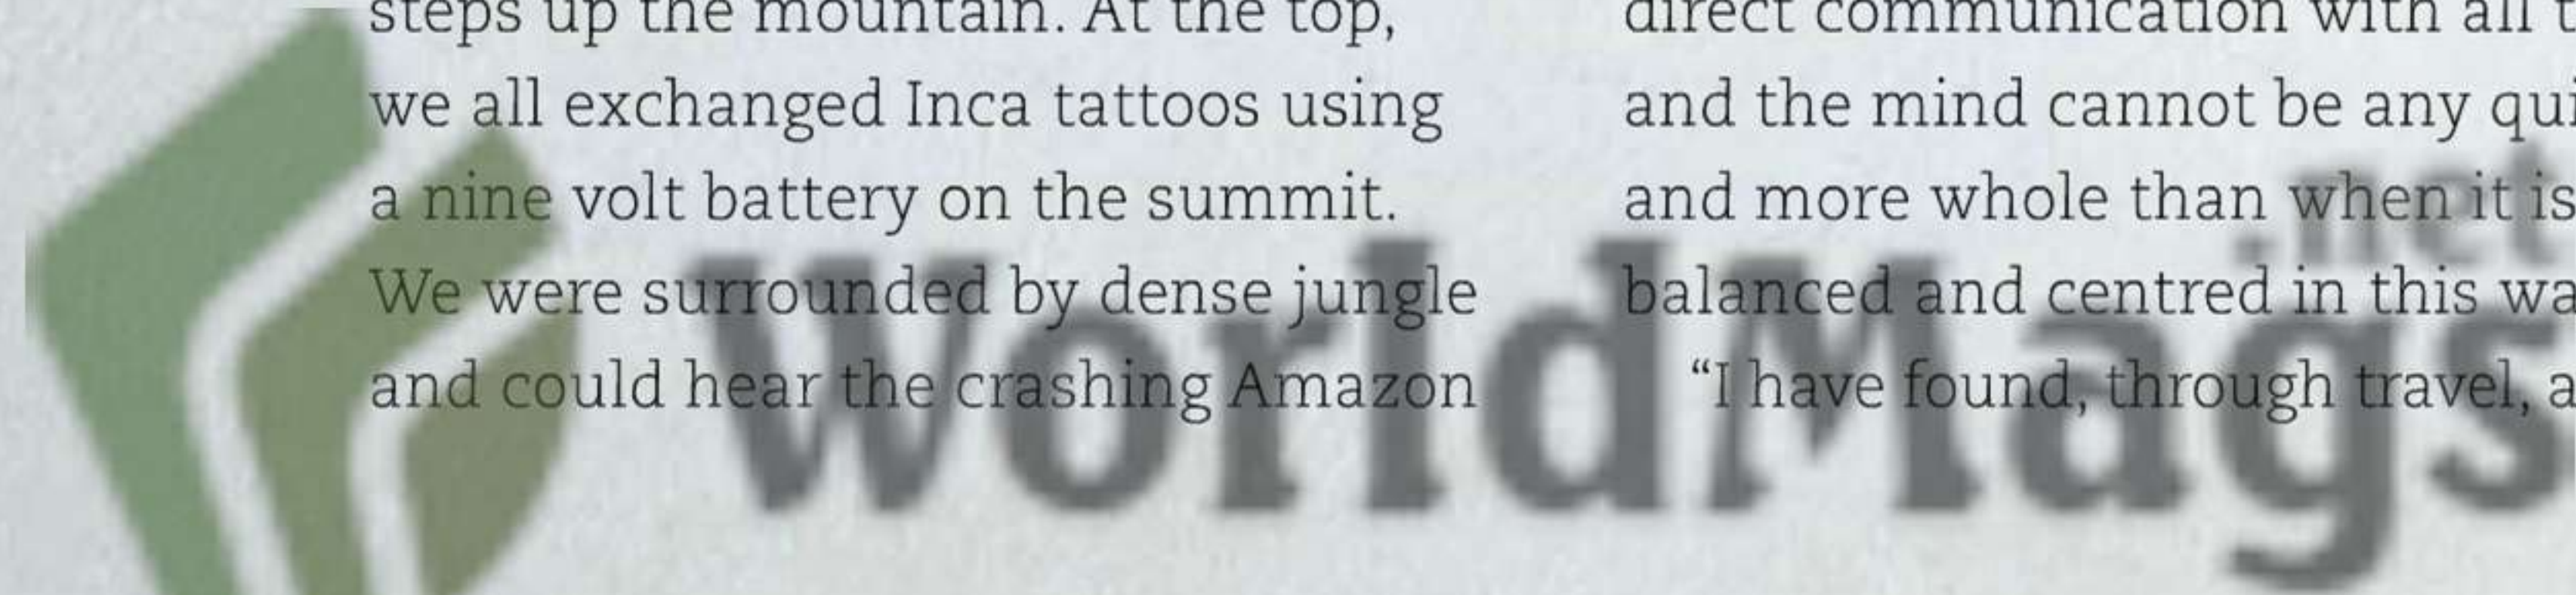 steps up the mountain. At the top,
we all exchanged Inca tattoos using
a nine volt battery on the summit.
We were surrounded by dense jungle
and could hear the crashing Amazon
direct communication with all
and the mind cannot be any
and more whole than when it is
balanced and centred in this
“I have found, through travel,
WorldMags
.net